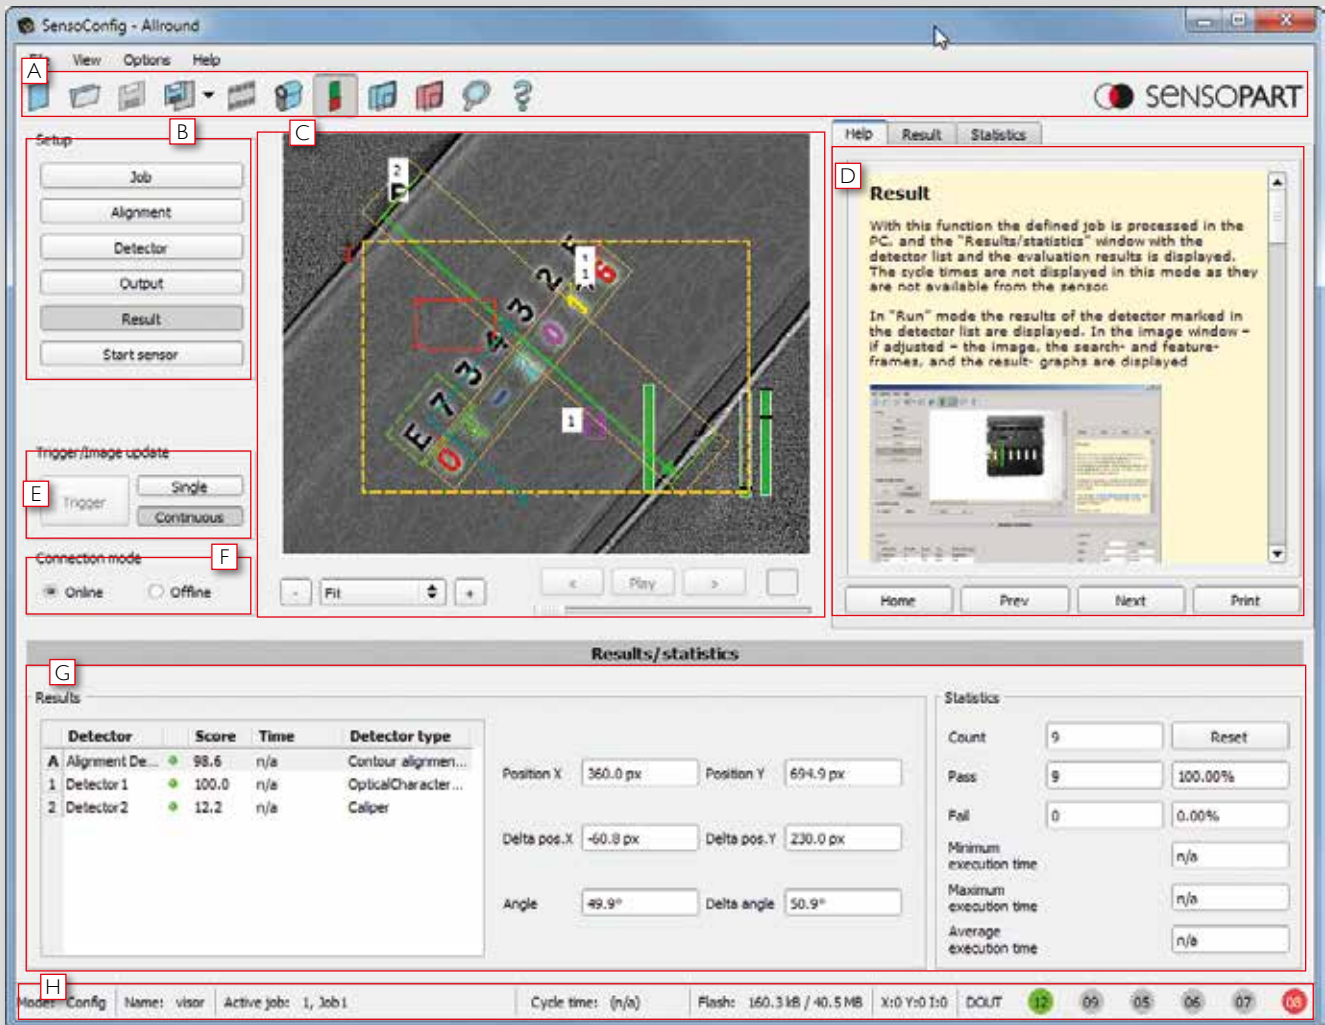 SensoConfig - Allround
View Options Help
A
SENSOPART
B
Setup
Job
Alignment
Detector
Output
Result
Start sensor
C
2
1
1
1
E 7 3 4 3 2
Help Result Statistics
D
Result
With this function the defined job is processed in the
PC, and the "Results/statistics" window with the
detector list and the evaluation results is displayed.
The cycle times are not displayed in this mode as they
are not available from the sensor
In "Run" mode the results of the detector marked in
the detector list are displayed. In the image window –
if adjusted – the image, the search- and feature-
frames, and the result- graphs are displayed
Home Prev Next Print
Trigger/Image update
E
Trigger
Single
Continuous
Connection mode
F
Online Offline
- Fit +
< Play >
Results/statistics
G
Results
Detector Score Time Detector type
A Alignment De... 98.6 n/a Contour alignmen...
1 Detector1 100.0 n/a OpticalCharacter...
2 Detector2 12.2 n/a Caliper
Position X 360.0 px Position Y 694.9 px
Delta pos.X -60.8 px Delta pos.Y 230.0 px
Angle 49.9° Delta angle 50.9°
Statistics
Count 9 Reset
Pass 9 100.00%
Fail 0 0.00%
Minimum
execution time n/a
Maximum
execution time n/a
Average
execution time n/a
H
Mode: Config Name: visor Active job: 1, Job1 Cycle time: (n/a) Flash: 160.3 kB / 40.5 MB X:0 Y:0 I:0 DOUT 12 09 05 06 07 08